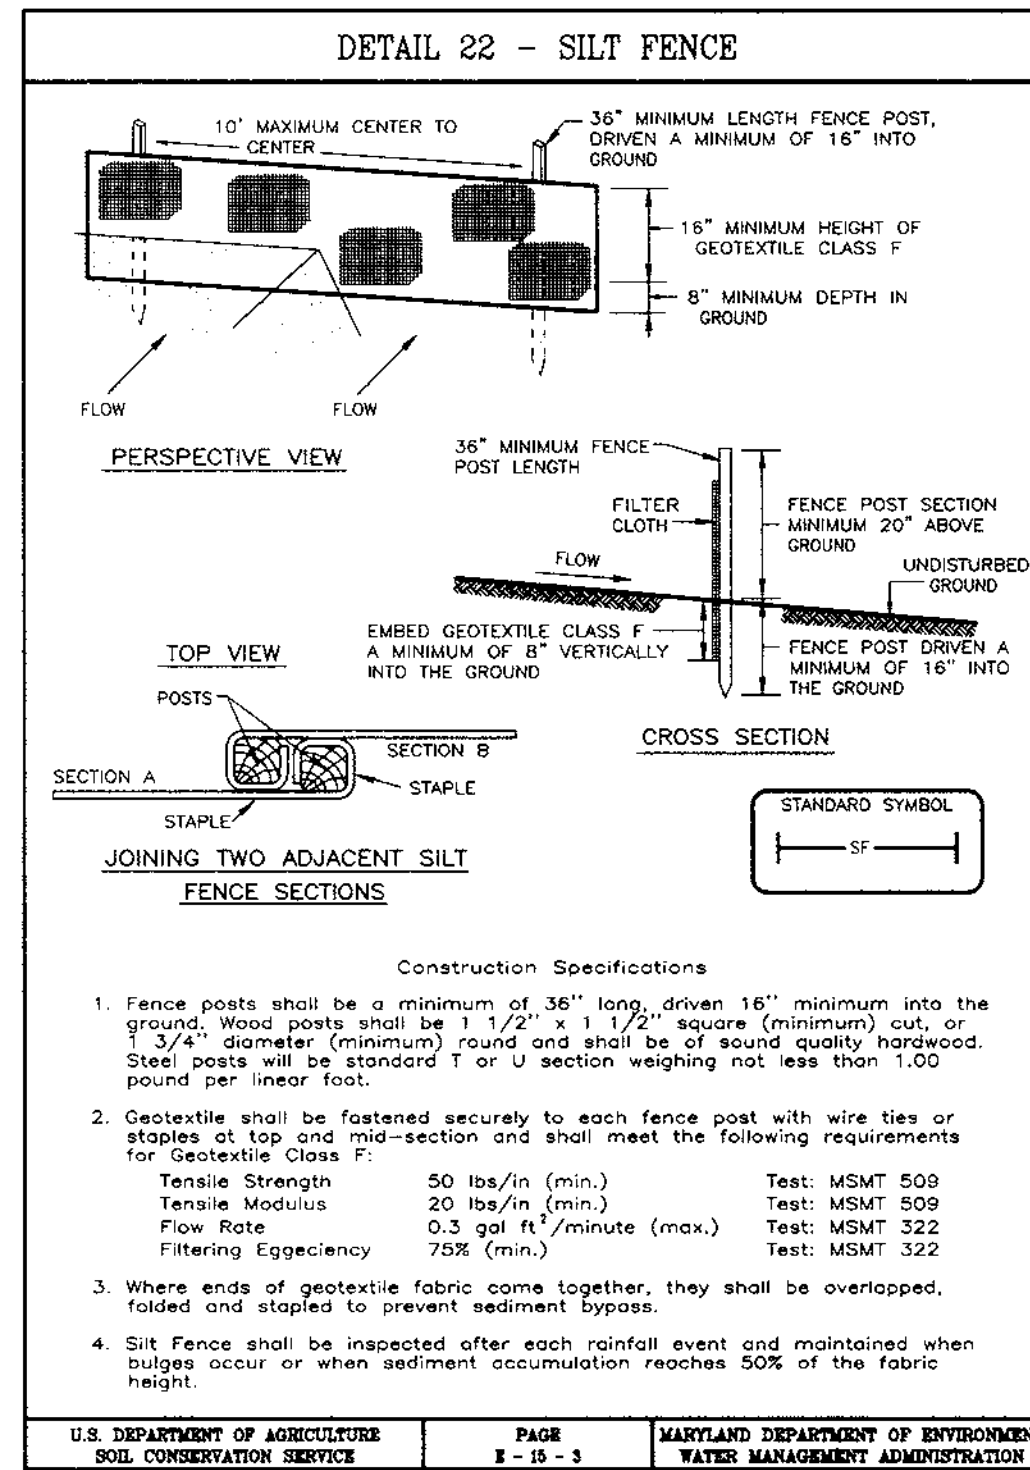 DETAIL 22 - SILT FENCE
10' MAXIMUM CENTER TO
CENTER
36" MINIMUM LENGTH FENCE POST,
DRIVEN A MINIMUM OF 16" INTO
GROUND
16" MINIMUM HEIGHT OF
GEOTEXTILE CLASS F
8" MINIMUM DEPTH IN
GROUND
FLOW
FLOW
PERSPECTIVE VIEW
36" MINIMUM FENCE
POST LENGTH
FILTER
CLOTH
FENCE POST SECTION
MINIMUM 20" ABOVE
GROUND
FLOW
UNDISTURBED
GROUND
EMBED GEOTEXTILE CLASS F
A MINIMUM OF 8" VERTICALLY
INTO THE GROUND
FENCE POST DRIVEN A
MINIMUM OF 16" INTO
THE GROUND
CROSS SECTION
TOP VIEW
POSTS
SECTION B
SECTION A
STAPLE
STAPLE
JOINING TWO ADJACENT SILT
FENCE SECTIONS
STANDARD SYMBOL
SF
Construction Specifications
1. Fence posts shall be a minimum of 36" long, driven 16" minimum into the
ground. Wood posts shall be 1 1/2" x 1 1/2" square (minimum) cut, or
1 3/4" diameter (minimum) round and shall be of sound quality hardwood.
Steel posts will be standard T or U section weighing not less than 1.00
pound per linear foot.
2. Geotextile shall be fastened securely to each fence post with wire ties or
staples at top and mid-section and shall meet the following requirements
for Geotextile Class F:
Tensile Strength 50 lbs/in (min.) Test: MSMT 509
Tensile Modulus 20 lbs/in (min.) Test: MSMT 509
Flow Rate 0.3 gal ft²/minute (max.) Test: MSMT 322
Filtering Eggeciency 75% (min.) Test: MSMT 322
3. Where ends of geotextile fabric come together, they shall be overlapped,
folded and stapled to prevent sediment bypass.
4. Silt Fence shall be inspected after each rainfall event and maintained when
bulges occur or when sediment accumulation reaches 50% of the fabric
height.
U.S. DEPARTMENT OF AGRICULTURE
SOIL CONSERVATION SERVICE
PAGE
E - 15 - 3
MARYLAND DEPARTMENT OF ENVIRONMEN
WATER MANAGEMENT ADMINISTRATION